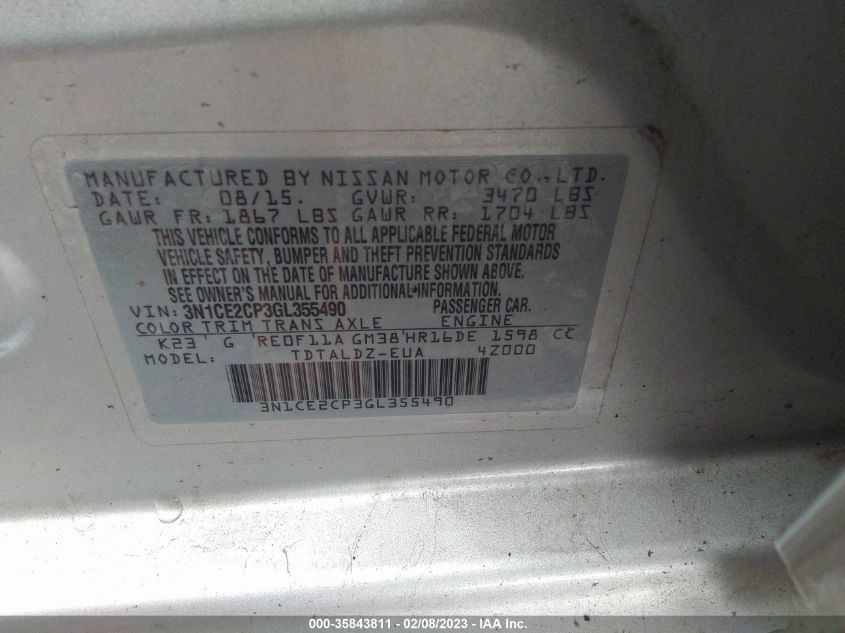 MANUFACTURED BY NISSAN MOTOR CO.,LTD.
DATE: 08/15. GVWR: 3470 LBS
GAWR FR: 1867 LBS GAWR RR: 1704 LBS
THIS VEHICLE CONFORMS TO ALL APPLICABLE FEDERAL MOTOR
VEHICLE SAFETY, BUMPER AND THEFT PREVENTION STANDARDS
IN EFFECT ON THE DATE OF MANUFACTURE SHOWN ABOVE.
SEE OWNER'S MANUAL FOR ADDITIONAL INFORMATION.
VIN: 3N1CE2CP3GL355490 PASSENGER CAR.
COLOR TRIM TRANS AXLE ENGINE
K23 G RE0F11A GM38 HR16DE 1598 CC
MODEL: TDTALDZ-EUA 4Z000
3N1CE2CP3GL355490
000-35843811 - 02/08/2023 - IAA Inc.